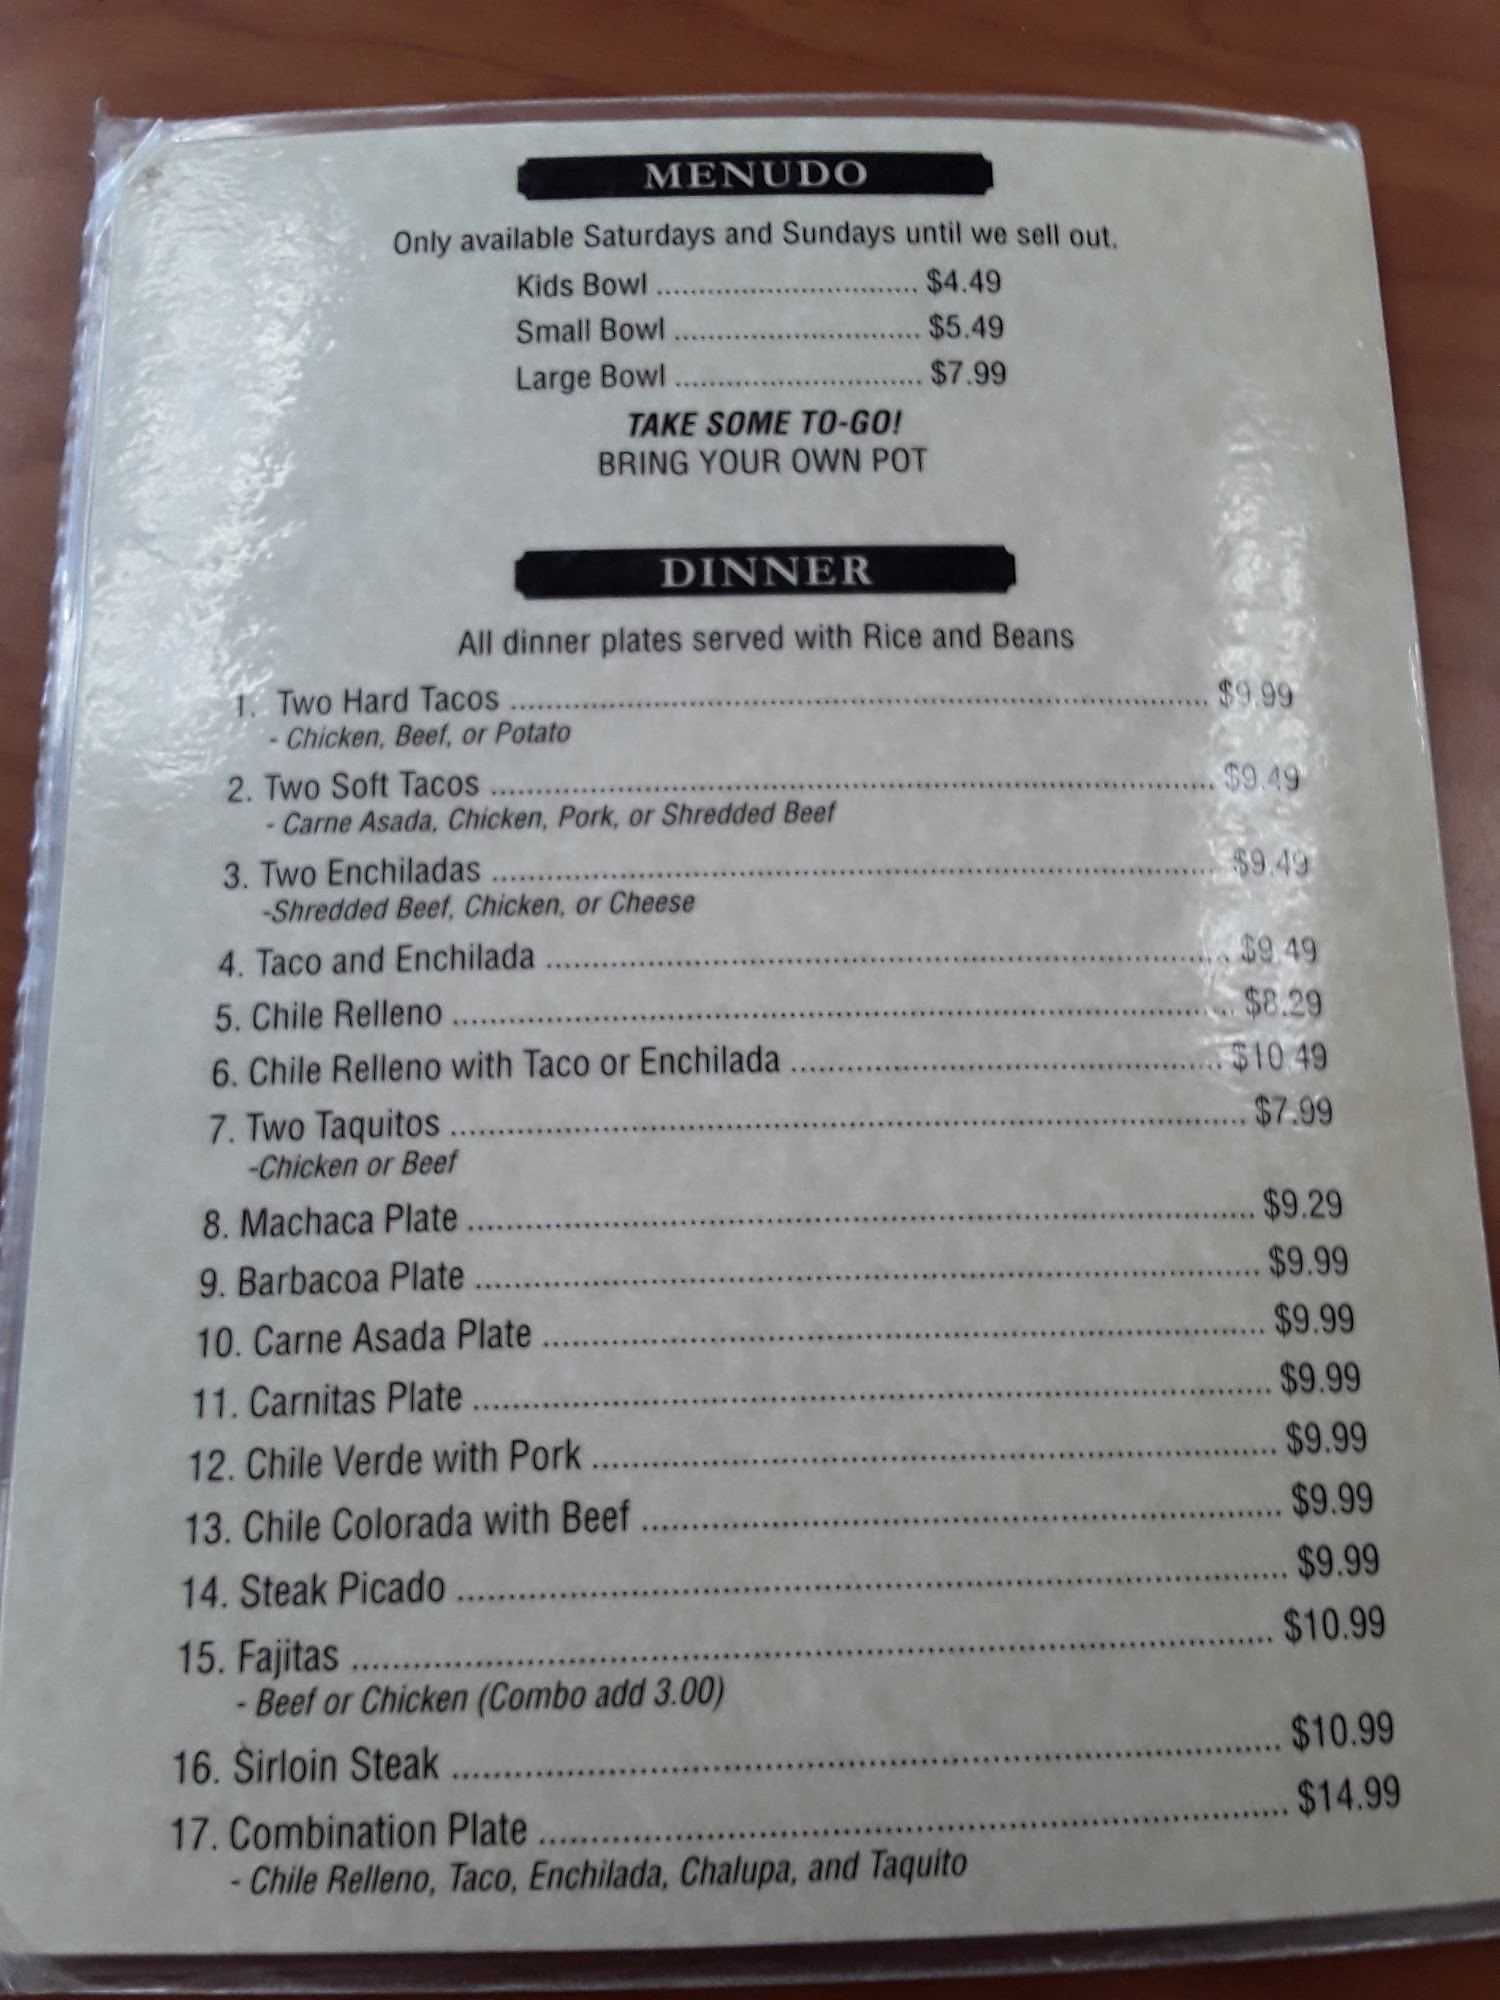 MENUDO
Only available Saturdays and Sundays until we sell out.
Kids Bowl ............................... $4.49
Small Bowl ............................. $5.49
Large Bowl ............................. $7.99
TAKE SOME TO-GO!
BRING YOUR OWN POT
DINNER
All dinner plates served with Rice and Beans
1. Two Hard Tacos ............................... $9.99
- Chicken, Beef, or Potato
2. Two Soft Tacos ............................... $9.49
- Carne Asada, Chicken, Pork, or Shredded Beef
3. Two Enchiladas ............................... $9.49
-Shredded Beef, Chicken, or Cheese
4. Taco and Enchilada ............................... $9.49
5. Chile Relleno ............................... $8.29
6. Chile Relleno with Taco or Enchilada ............................... $10.49
7. Two Taquitos ............................... $7.99
-Chicken or Beef
8. Machaca Plate ............................... $9.29
9. Barbacoa Plate ............................... $9.99
10. Carne Asada Plate ............................... $9.99
11. Carnitas Plate ............................... $9.99
12. Chile Verde with Pork ............................... $9.99
13. Chile Colorada with Beef ............................... $9.99
14. Steak Picado ............................... $9.99
15. Fajitas ............................... $10.99
- Beef or Chicken (Combo add 3.00)
16. Sirloin Steak ............................... $10.99
17. Combination Plate ............................... $14.99
- Chile Relleno, Taco, Enchilada, Chalupa, and Taquito